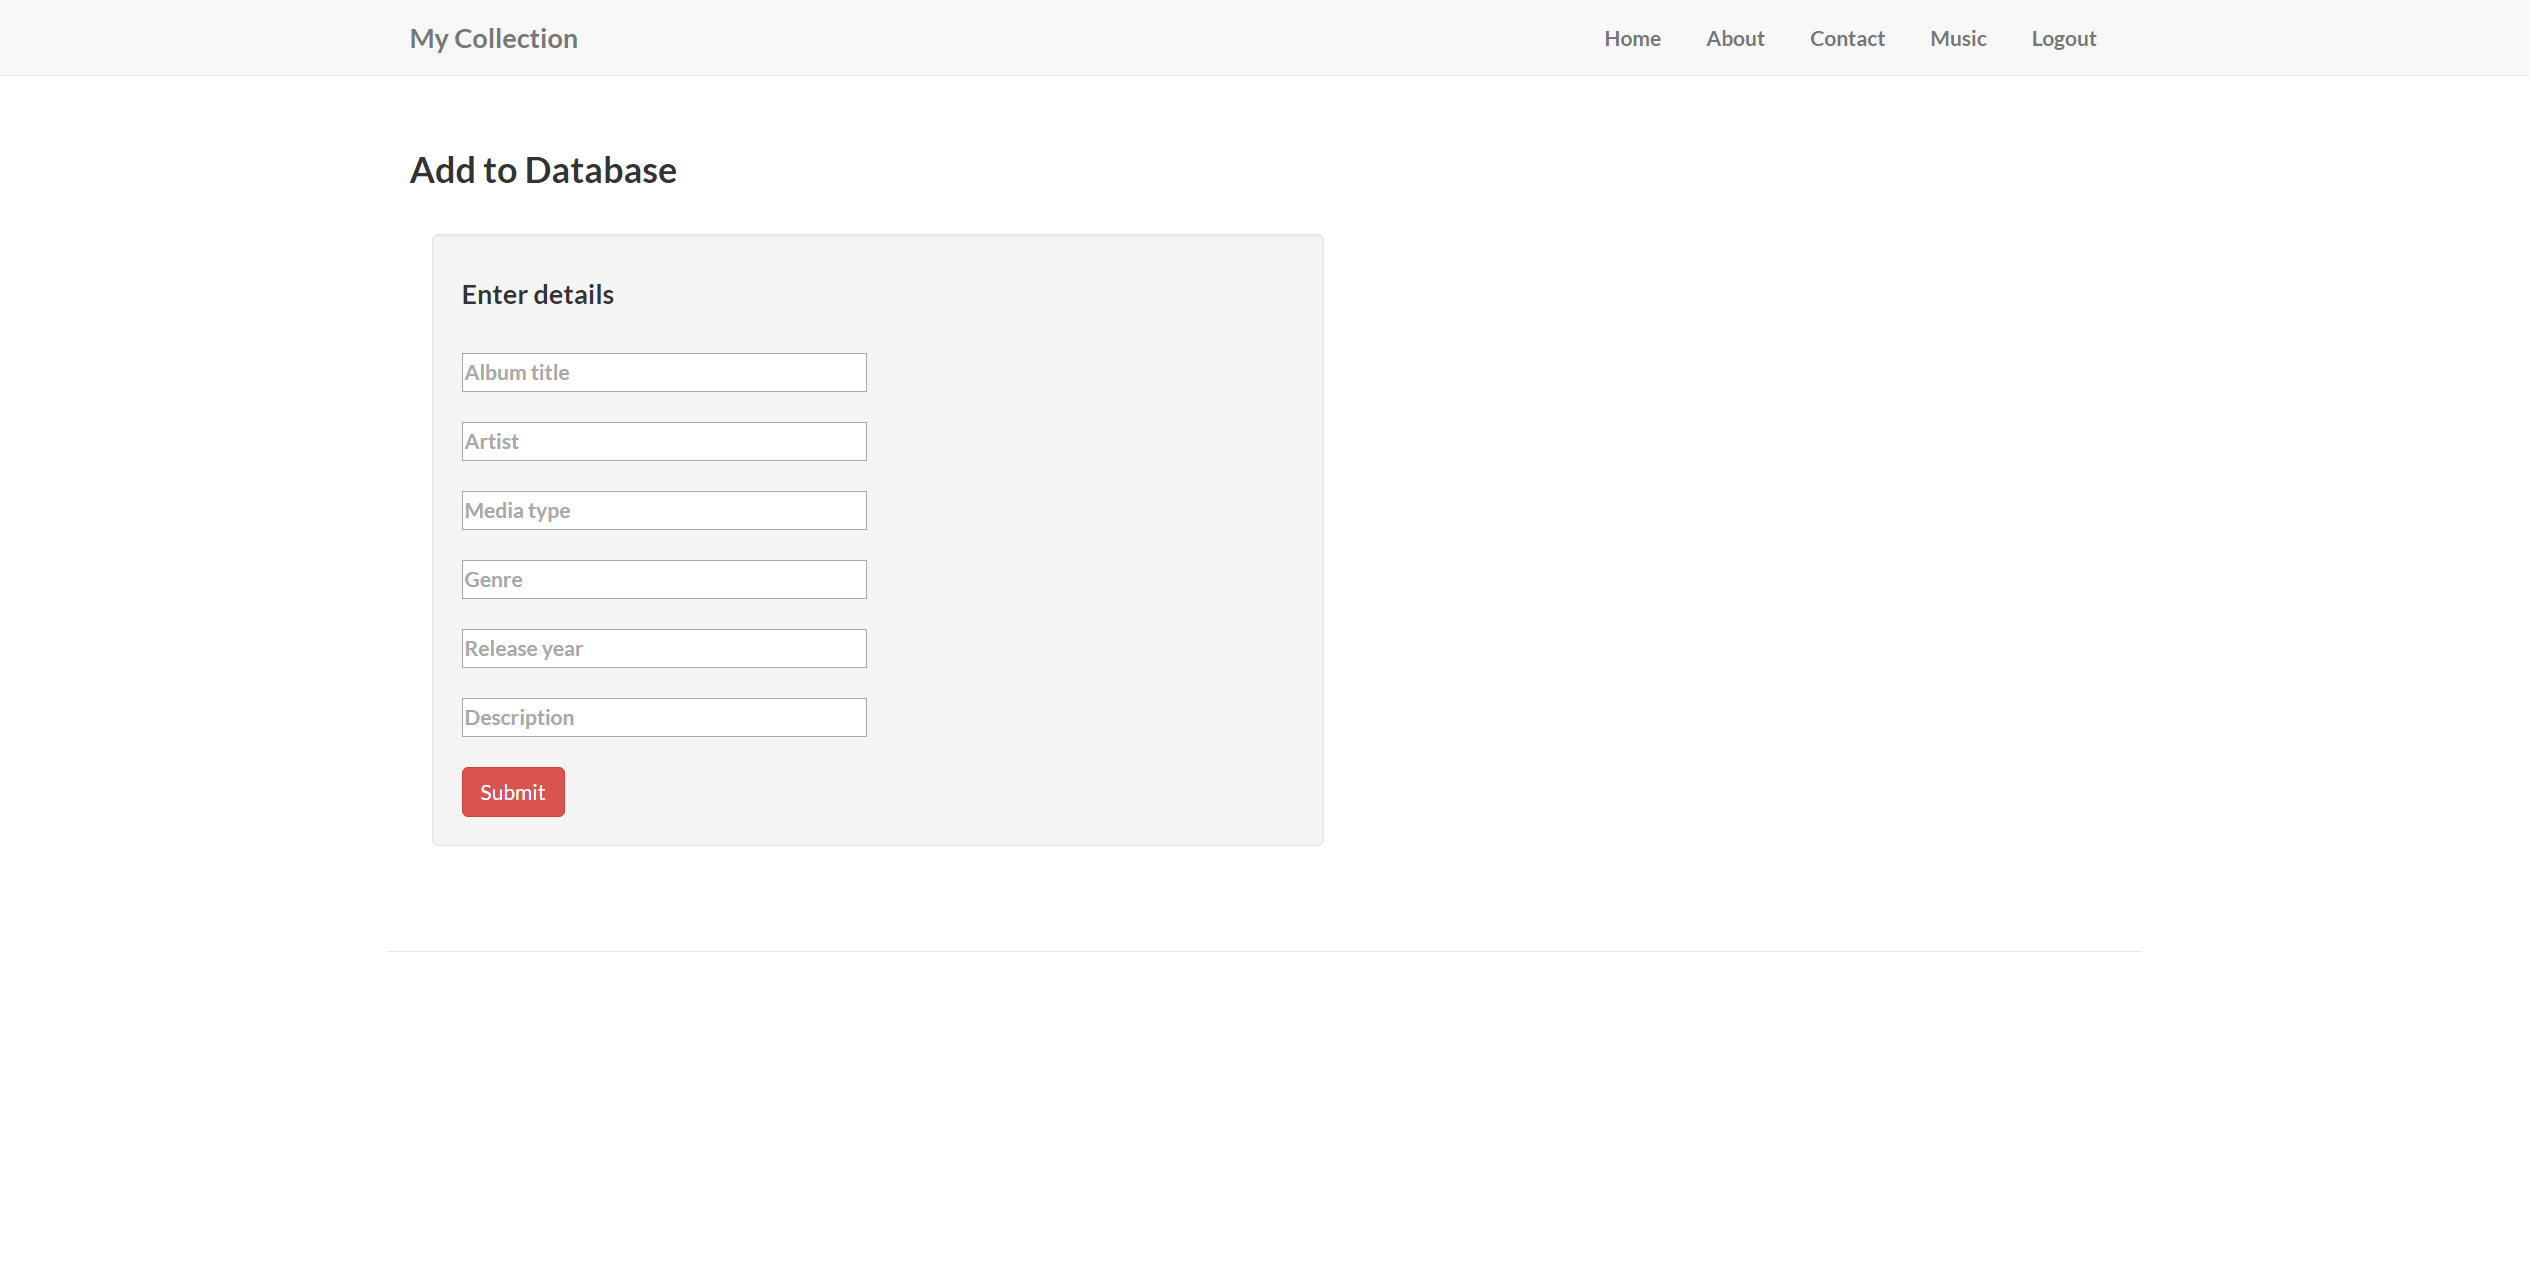 My Collection
Home About Contact Music Logout
Add to Database
Enter details
Album title
Artist
Media type
Genre
Release year
Description
Submit